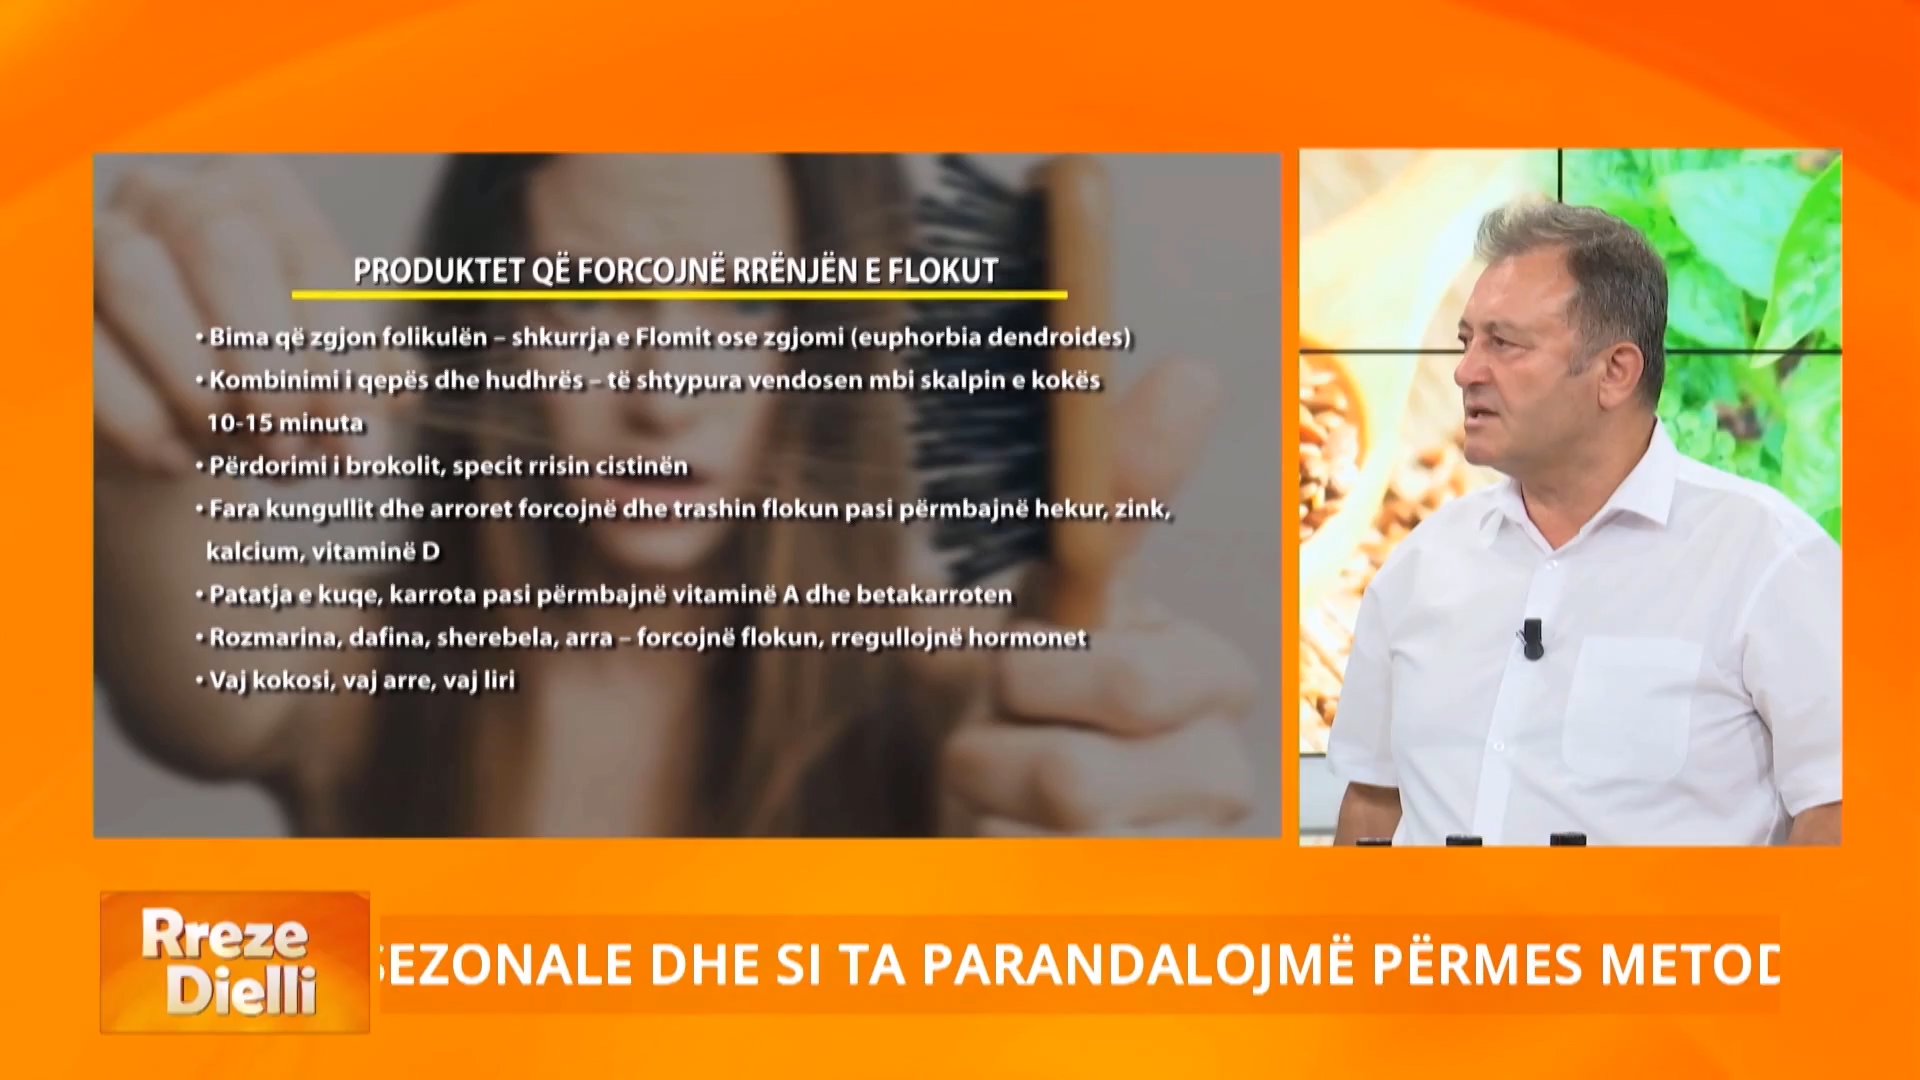 PRODUKTET QË FORCOJNË RRËNJËN E FLOKUT
• Bima që zgjon folikulën – shkurrja e Flomit ose zgjomi (euphorbia dendroides)
• Kombinimi i qepës dhe hudhrës – të shtypura vendosen mbi skalpin e kokës
10-15 minuta
• Përdorimi i brokolit, specit rrisin cistinën
• Fara kungullit dhe arroret forcojnë dhe trashin flokun pasi përmbajnë hekur, zink,
kalcium, vitaminë D
• Patatja e kuqe, karrota pasi përmbajnë vitaminë A dhe betakarroten
• Rozmarina, dafina, sherebela, arra – forcojnë flokun, rregullojnë hormonet
• Vaj kokosi, vaj arre, vaj liri
Rreze
Dielli
SEZONALE DHE SI TA PARANDALOJMË PËRMES METOD